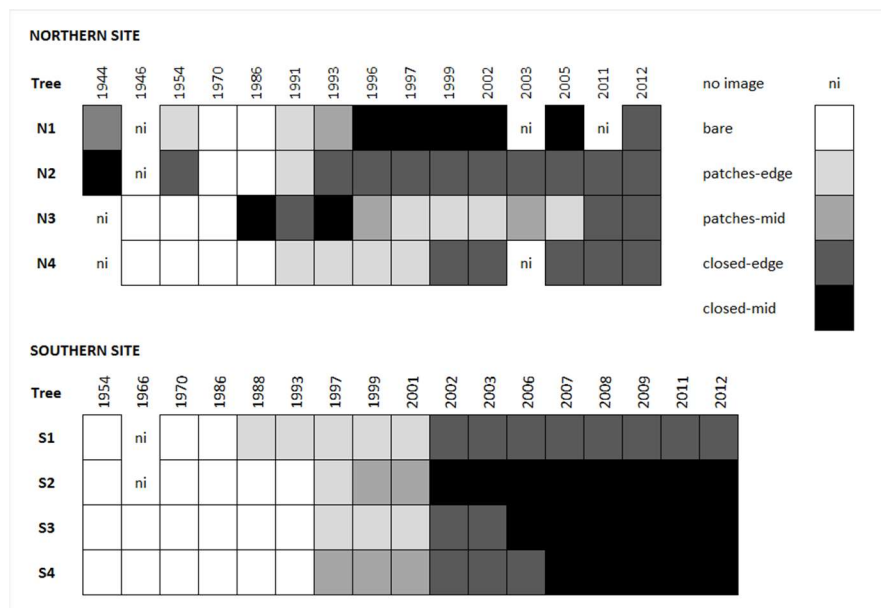 NORTHERN SITE
Tree 1944 1946 1954 1970 1986 1991 1993 1996 1997 1999 2002 2003 2005 2011 2012 no image ni
N1 ni ni ni bare
N2 ni patches-edge
N3 ni patches-mid
N4 ni ni closed-edge
closed-mid
SOUTHERN SITE
Tree 1954 1966 1970 1986 1988 1993 1997 1999 2001 2002 2003 2006 2007 2008 2009 2011 2012
S1 ni
S2 ni
S3
S4